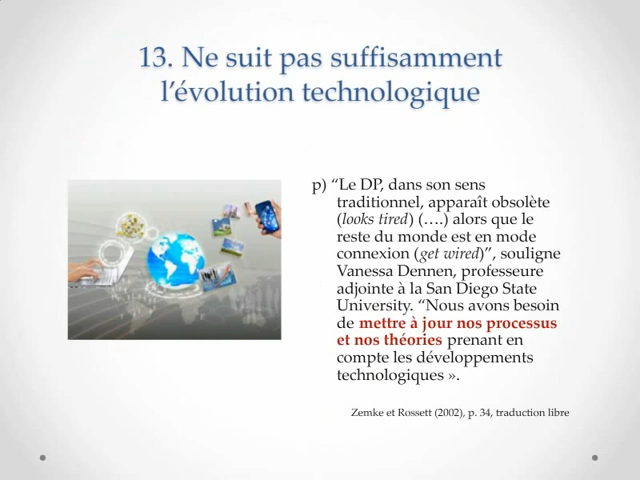 13. Ne suit pas suffisamment
l’évolution technologique
p) “Le DP, dans son sens
traditionnel, apparaît obsolète
(looks tired) (….) alors que le
reste du monde est en mode
connexion (get wired)”, souligne
Vanessa Dennen, professeure
adjointe à la San Diego State
University. “Nous avons besoin
de mettre à jour nos processus
et nos théories prenant en
compte les développements
technologiques ».
Zemke et Rossett (2002), p. 34, traduction libre